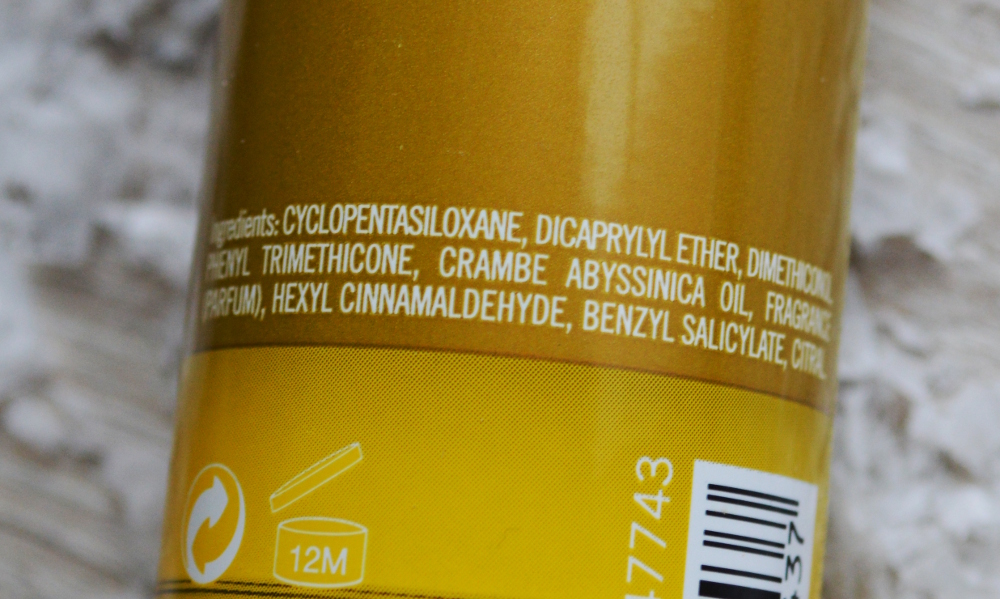 Ingredients: CYCLOPENTASILOXANE, DICAPRYLYL ETHER, DIMETHICONOL,
PHENYL TRIMETHICONE, CRAMBE ABYSSINICA OIL, FRAGRANCE
(PARFUM), HEXYL CINNAMALDEHYDE, BENZYL SALICYLATE, CITRAL.
12M
47743
37